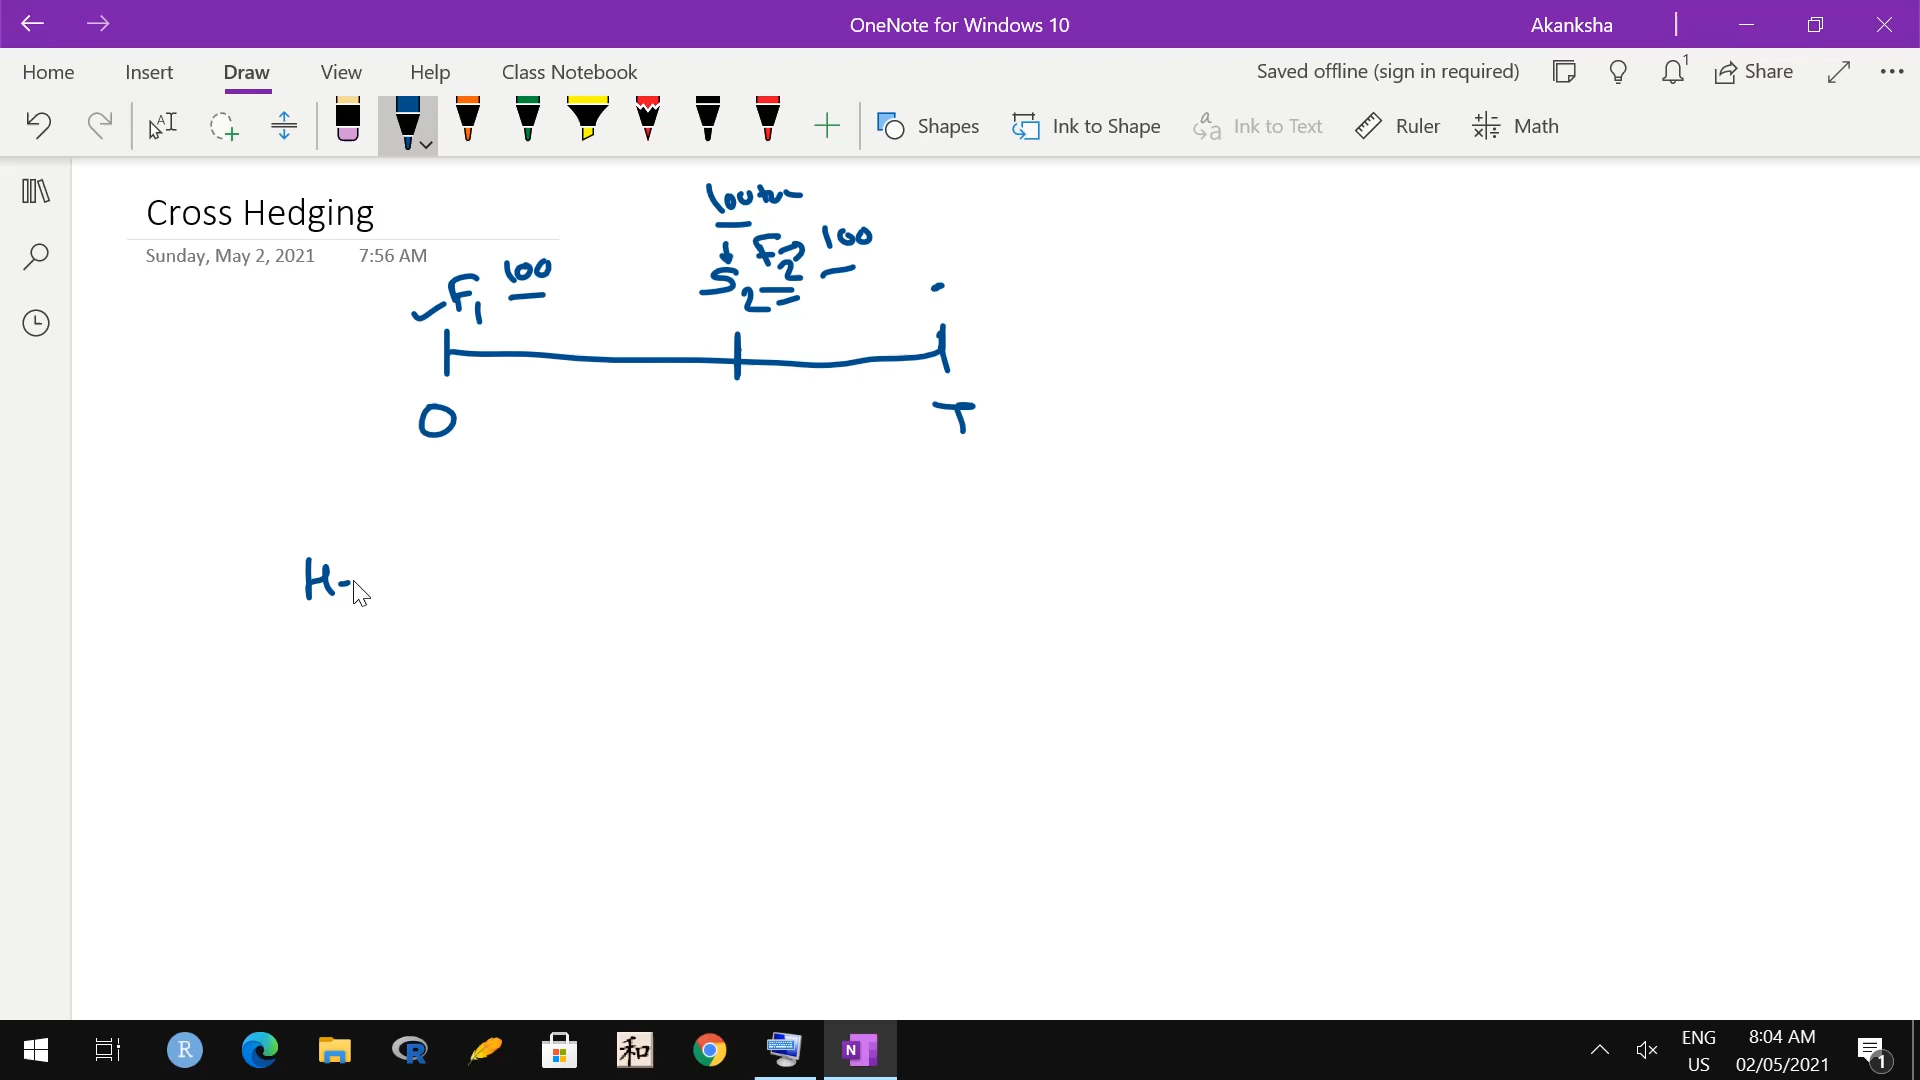 OneNote for Windows 10
Akanksha
Home Insert Draw View Help Class Notebook
Saved offline (sign in required)
1
Share
Shapes
Ink to Shape
Ink to Text
Ruler
Math
Cross Hedging
Sunday, May 2, 2021 7:56 AM
F1 100
S2 F2 100
O T
H-
ENG
US
8:04 AM
02/05/2021
1